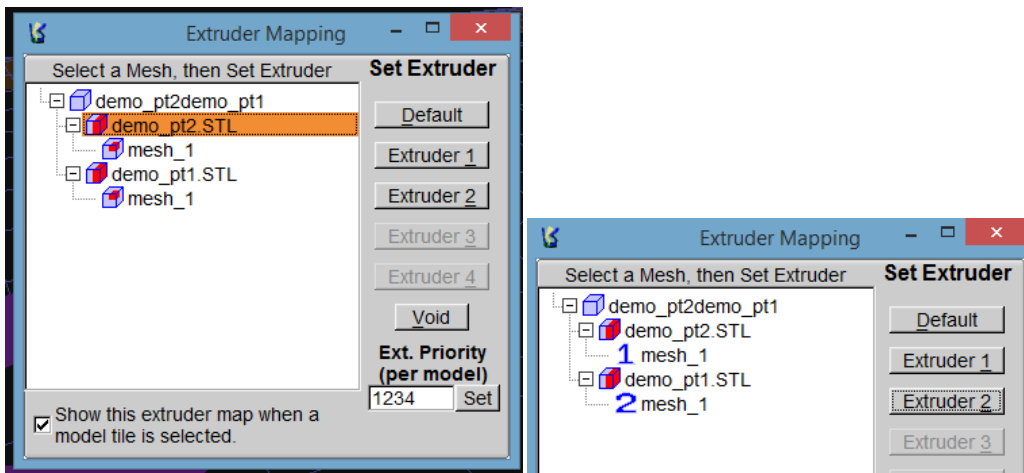 Extruder Mapping
Select a Mesh, then Set Extruder
Set Extruder
demo_pt2demo_pt1
demo_pt2.STL
mesh_1
demo_pt1.STL
mesh_1
Default
Extruder 1
Extruder 2
Extruder 3
Extruder 4
Void
Ext. Priority
(per model)
1234 Set
Show this extruder map when a
model tile is selected.
Extruder Mapping
Select a Mesh, then Set Extruder
Set Extruder
demo_pt2demo_pt1
demo_pt2.STL
1 mesh_1
demo_pt1.STL
2 mesh_1
Default
Extruder 1
Extruder 2
Extruder 3